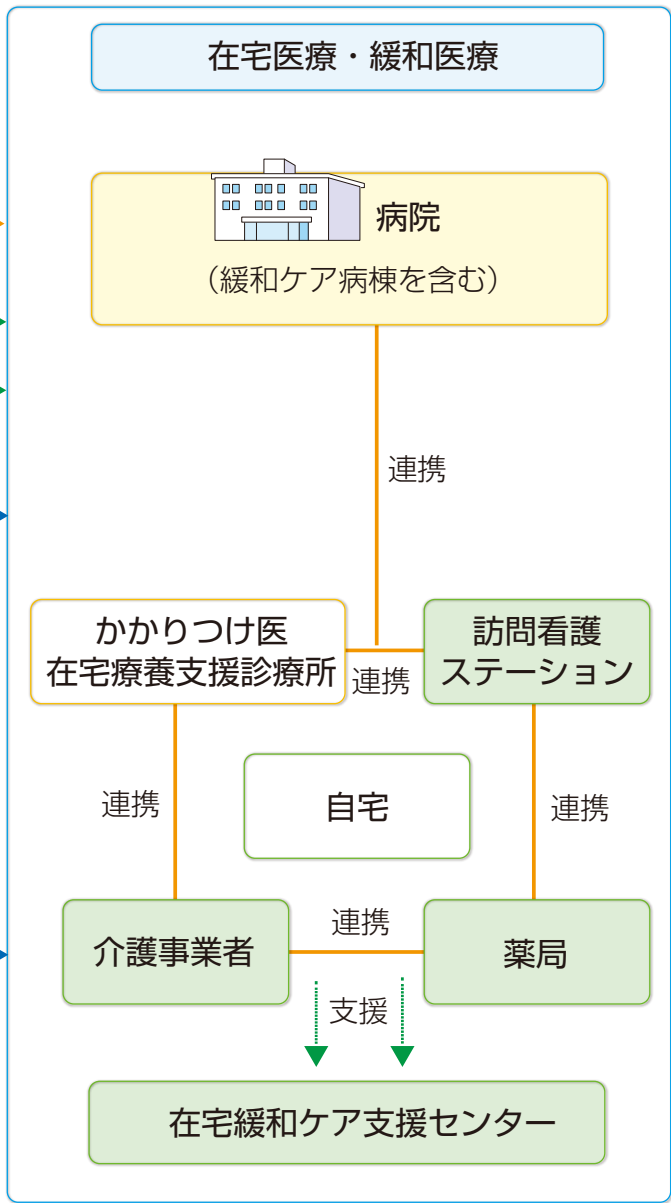 在宅医療・緩和医療
病院
（緩和ケア病棟を含む）
連携
かかりつけ医
在宅療養支援診療所
連携
訪問看護
ステーション
連携
自宅
連携
介護事業者
連携
薬局
支援
在宅緩和ケア支援センター